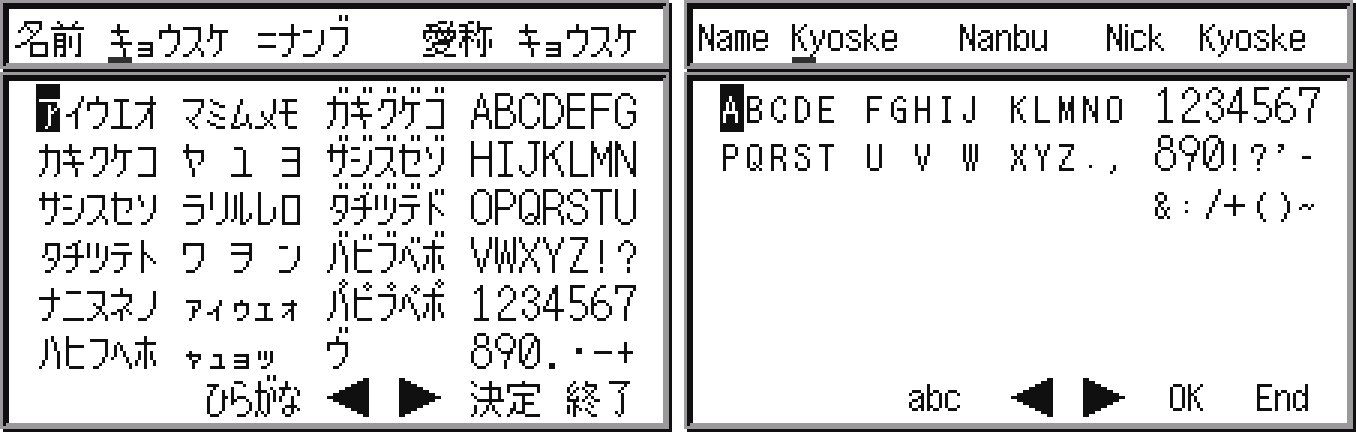 名前 キョウスケ =ナンブ 愛称 キョウスケ
アイウエオ マミムメモ ガギグゲゴ ABCDEFG
カキクケコ ヤ ユ ヨ ザジズゼゾ HIJKLMN
サシスセソ ラリルレロ ダヂヅデド OPQRSTU
タチツテト ワ ヲ ン バビブベボ VWXYZ!?
ナニヌネノ ァィゥェォ パピプペポ 1234567
ハヒフヘホ ャュョッ ヴ 890.・-+
ひらがな ◀ ▶ 決定 終了
Name Kyoske Nanbu Nick Kyoske
ABCDE FGHIJ KLMNO 1234567
PQRST U V W XYZ., 890!?'-
&:/+()~
abc ◀ ▶ OK End